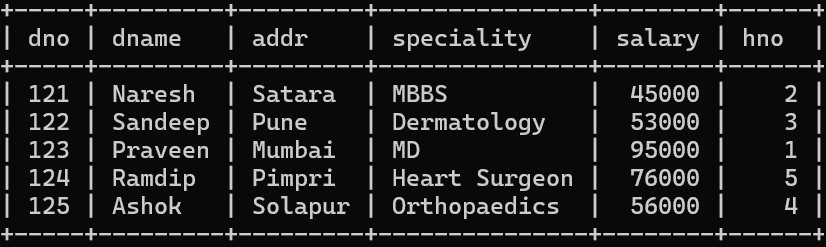 +-----+---------+---------+---------------+--------+------+
| dno | dname   | addr    | speciality    | salary | hno  |
+-----+---------+---------+---------------+--------+------+
| 121 | Naresh  | Satara  | MBBS          |  45000 |    2 |
| 122 | Sandeep | Pune    | Dermatology   |  53000 |    3 |
| 123 | Praveen | Mumbai  | MD            |  95000 |    1 |
| 124 | Ramdip  | Pimpri  | Heart Surgeon |  76000 |    5 |
| 125 | Ashok   | Solapur | Orthopaedics  |  56000 |    4 |
+-----+---------+---------+---------------+--------+------+